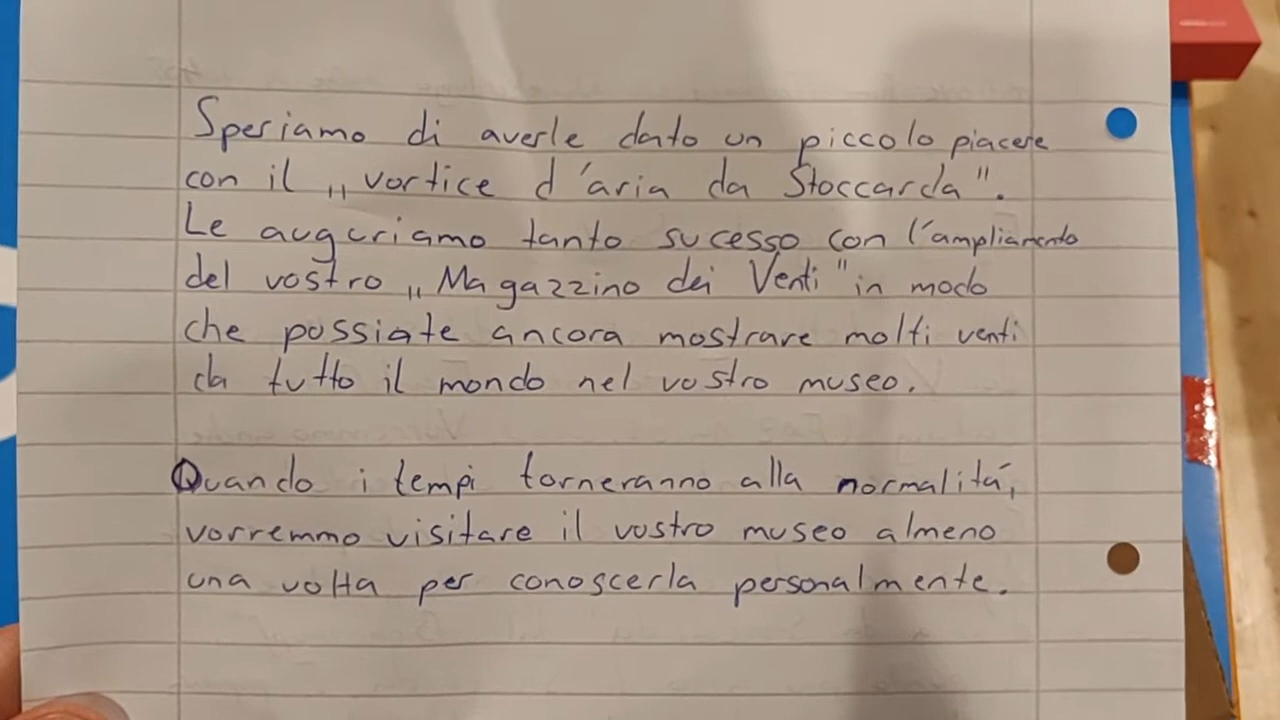 Speriamo di averle dato un piccolo piacere
con il „vortice d'aria da Stoccarda".
Le auguriamo tanto sucesso con l'ampliamento
del vostro „Magazzino dei Venti" in modo
che possiate ancora mostrare molti venti
da tutto il mondo nel vostro museo.
Quando i tempi torneranno alla normalitá,
vorremmo visitare il vostro museo almeno
una volta per conoscerla personalmente.